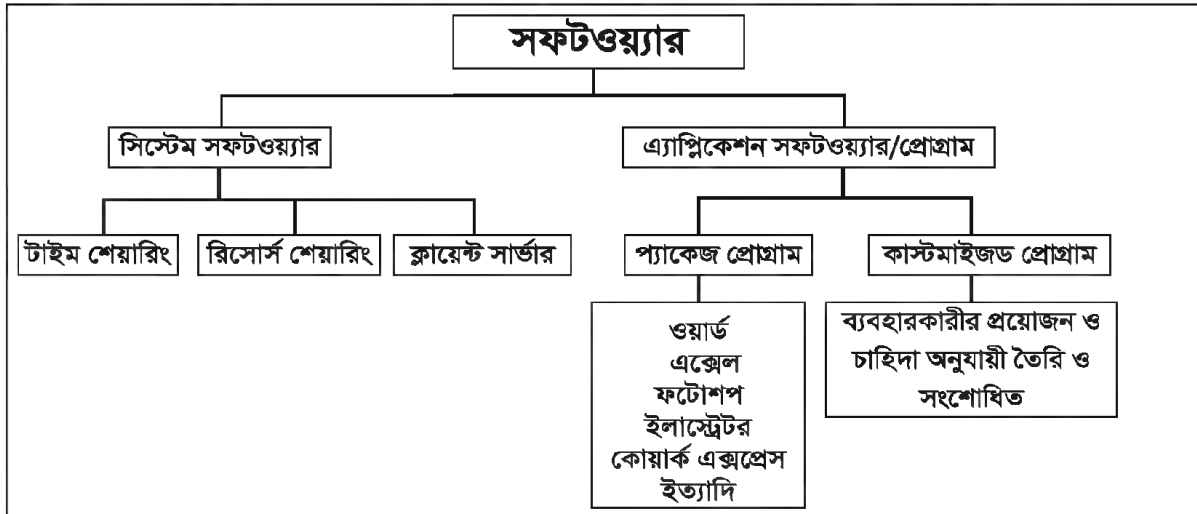 সফটওয়্যার
সিস্টেম সফটওয়্যার
এ্যাপ্লিকেশন সফটওয়্যার/প্রোগ্রাম
টাইম শেয়ারিং
রিসোর্স শেয়ারিং
ক্লায়েন্ট সার্ভার
প্যাকেজ প্রোগ্রাম
কাস্টমাইজড প্রোগ্রাম
ওয়ার্ড
এক্সেল
ফটোশপ
ইলাস্ট্রেটর
কোয়ার্ক এক্সপ্রেস
ইত্যাদি
ব্যবহারকারীর প্রয়োজন ও
চাহিদা অনুযায়ী তৈরি ও
সংশোধিত